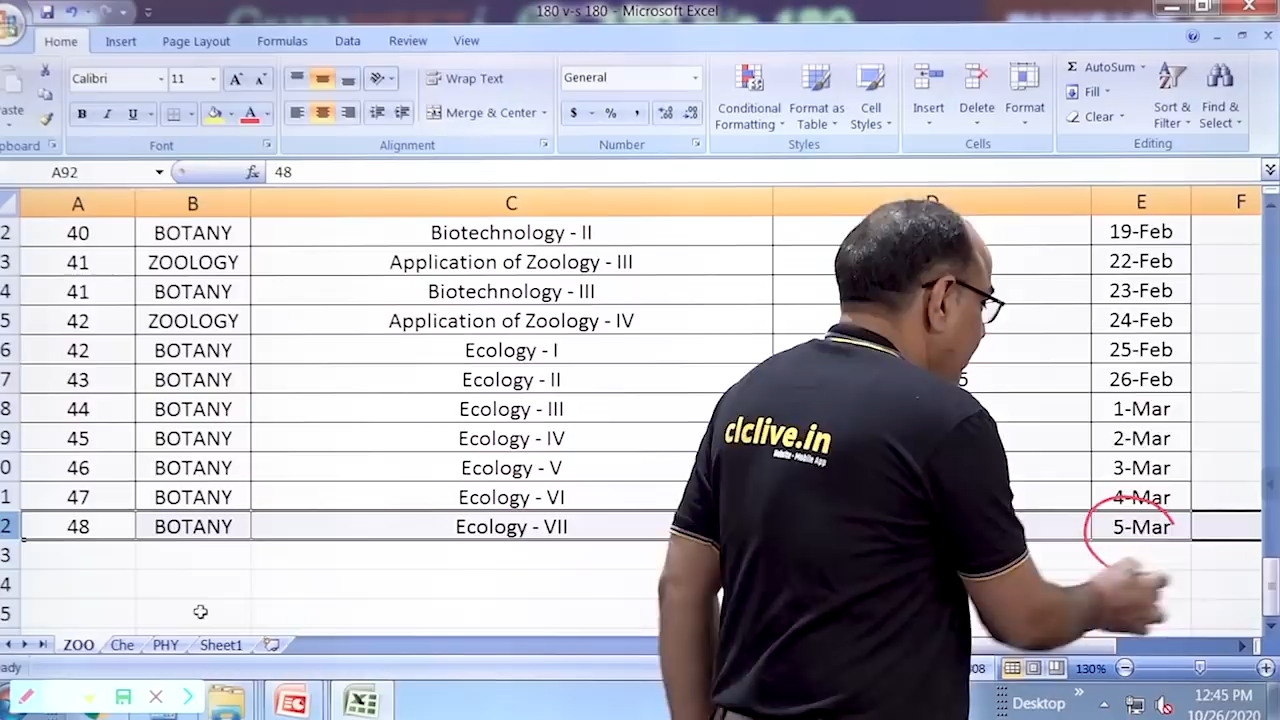 180 v-s 180 - Microsoft Excel
Home Insert Page Layout Formulas Data Review View
Calibri 11 A A Wrap Text General Conditional Formatting Format as Table Cell Styles Insert Delete Format Σ AutoSum Fill Clear Sort & Filter Find & Select
B I U A Merge & Center $ % ,
Font Alignment Number Styles Cells Editing
A92 fx 48
A B C D E F
40 BOTANY Biotechnology - II 19-Feb
41 ZOOLOGY Application of Zoology - III 22-Feb
41 BOTANY Biotechnology - III 23-Feb
42 ZOOLOGY Application of Zoology - IV 24-Feb
42 BOTANY Ecology - I 25-Feb
43 BOTANY Ecology - II 26-Feb
44 BOTANY Ecology - III 1-Mar
45 BOTANY Ecology - IV 2-Mar
46 BOTANY Ecology - V 3-Mar
47 BOTANY Ecology - VI 4-Mar
48 BOTANY Ecology - VII 5-Mar
clclive.in
Mobile App
ZOO Che PHY Sheet1
130%
Desktop 12:45 PM
10/26/2020